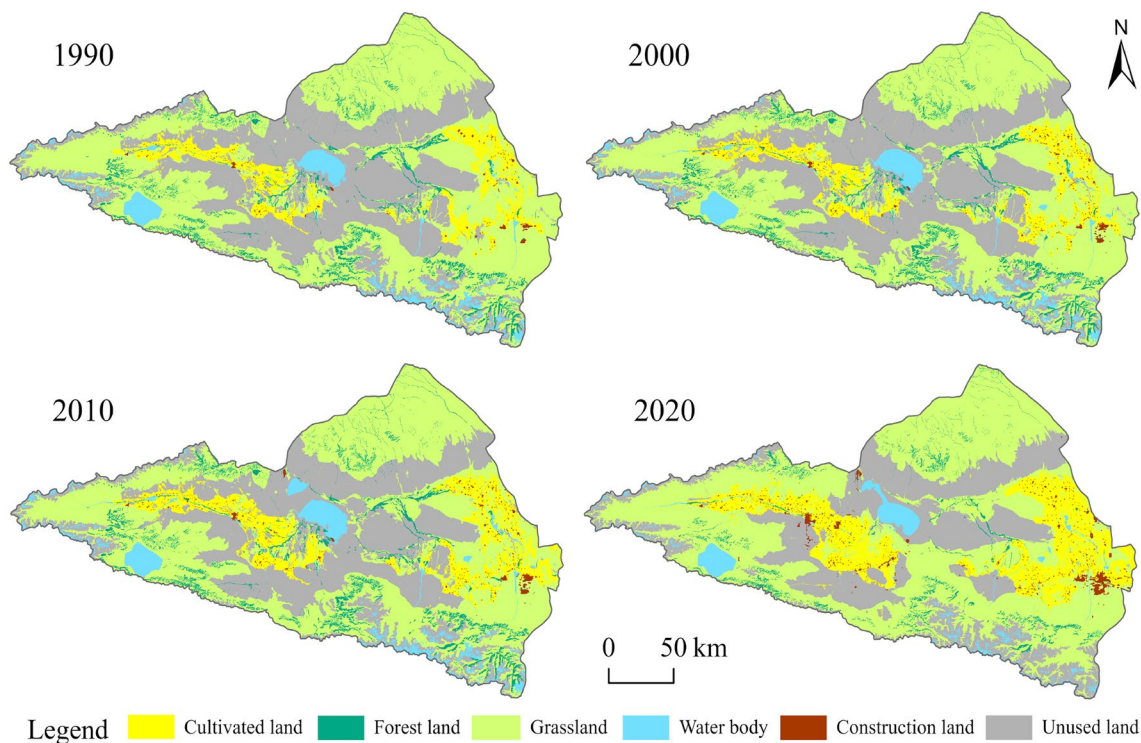 1990
2000
N
2010
2020
0 50 km
Legend Cultivated land Forest land Grassland Water body Construction land Unused land